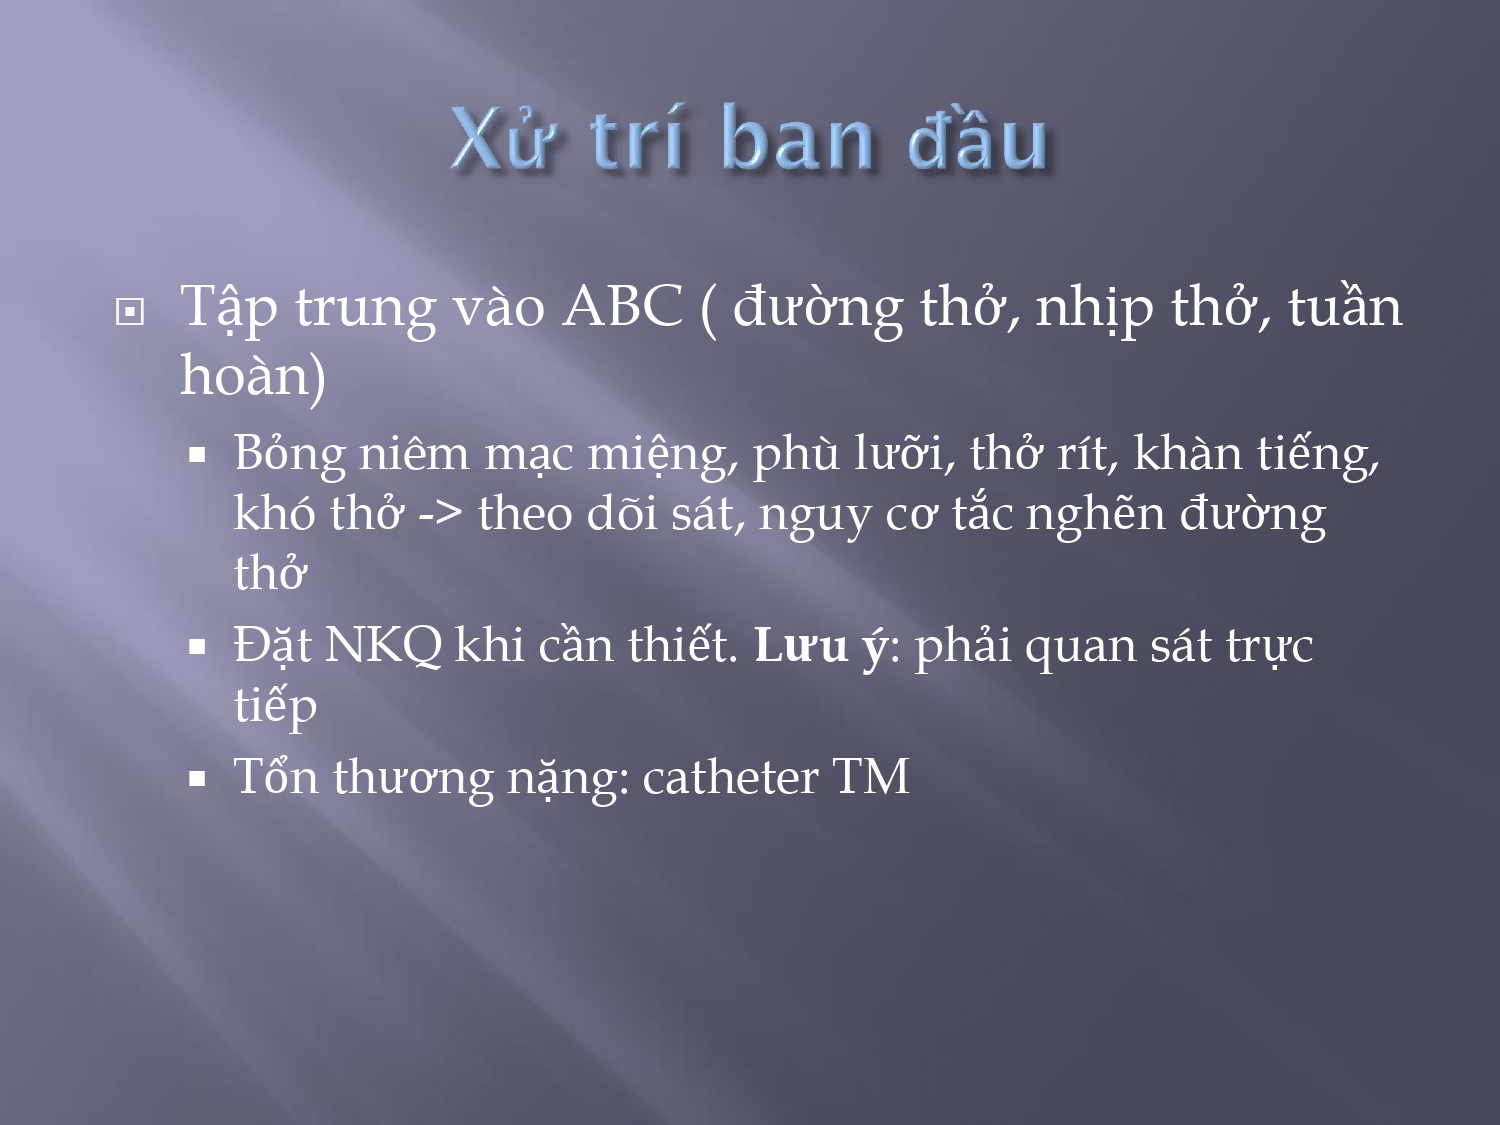 Xử trí ban đầu
Tập trung vào ABC ( đường thở, nhịp thở, tuần
hoàn)
Bỏng niêm mạc miệng, phù lưỡi, thở rít, khàn tiếng,
khó thở -> theo dõi sát, nguy cơ tắc nghẽn đường
thở
Đặt NKQ khi cần thiết. Lưu ý: phải quan sát trực
tiếp
Tổn thương nặng: catheter TM